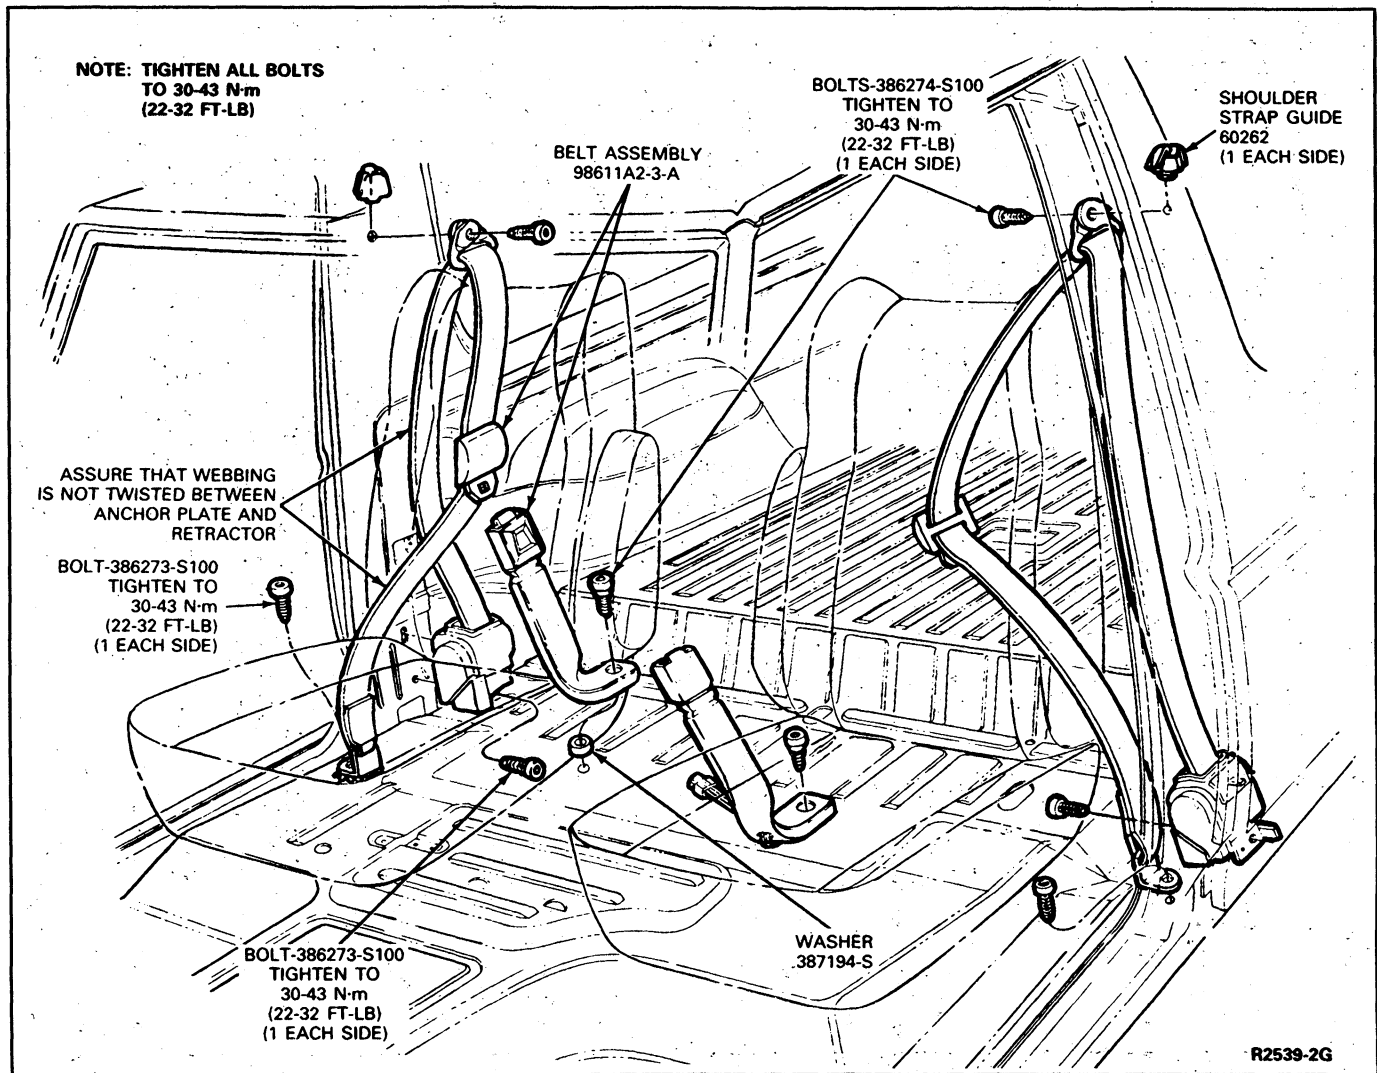 NOTE: TIGHTEN ALL BOLTS
TO 30-43 N·m
(22-32 FT-LB)
BELT ASSEMBLY
98611A2-3-A
BOLTS-386274-S100
TIGHTEN TO
30-43 N·m
(22-32 FT-LB)
(1 EACH SIDE)
SHOULDER
STRAP GUIDE
60262
(1 EACH SIDE)
ASSURE THAT WEBBING
IS NOT TWISTED BETWEEN
ANCHOR PLATE AND
RETRACTOR
BOLT-386273-S100
TIGHTEN TO
30-43 N·m
(22-32 FT-LB)
(1 EACH SIDE)
BOLT-386273-S100
TIGHTEN TO
30-43 N·m
(22-32 FT-LB)
(1 EACH SIDE)
WASHER
387194-S
R2539-2G